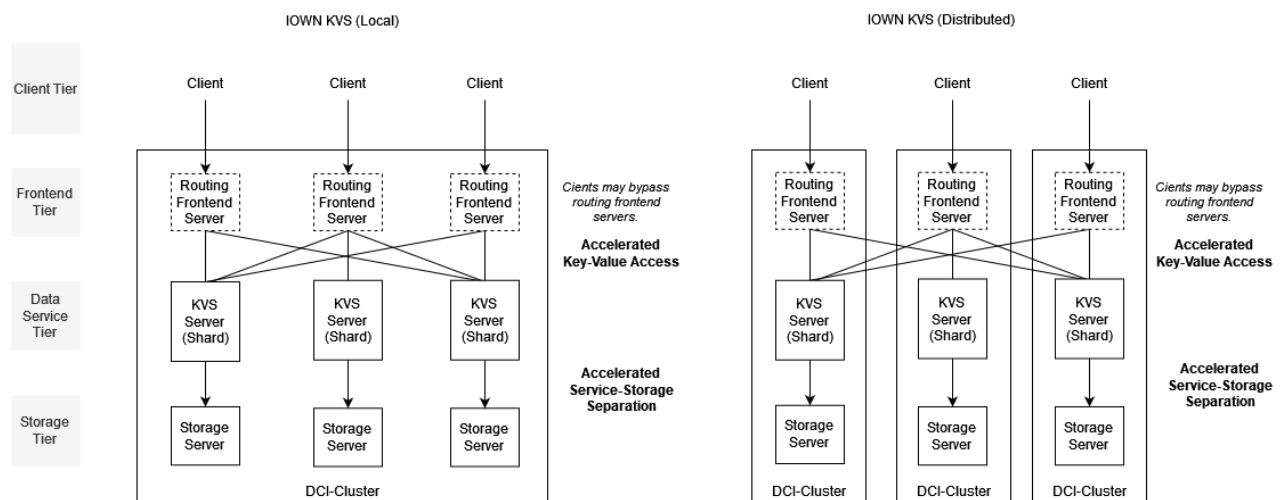 IOWN KVS (Local)
IOWN KVS (Distributed)
Client Tier
Client
Client
Client
Client
Client
Client
Frontend
Tier
Routing
Frontend
Server
Routing
Frontend
Server
Routing
Frontend
Server
Cients may bypass
routing frontend
servers.
Routing
Frontend
Server
Routing
Frontend
Server
Routing
Frontend
Server
Cients may bypass
routing frontend
servers.
Accelerated
Key-Value Access
Accelerated
Key-Value Access
Data
Service
Tier
KVS
Server
(Shard)
KVS
Server
(Shard)
KVS
Server
(Shard)
KVS
Server
(Shard)
KVS
Server
(Shard)
KVS
Server
(Shard)
Accelerated
Service-Storage
Separation
Accelerated
Service-Storage
Separation
Storage
Tier
Storage
Server
Storage
Server
Storage
Server
Storage
Server
Storage
Server
Storage
Server
DCI-Cluster
DCI-Cluster
DCI-Cluster
DCI-Cluster